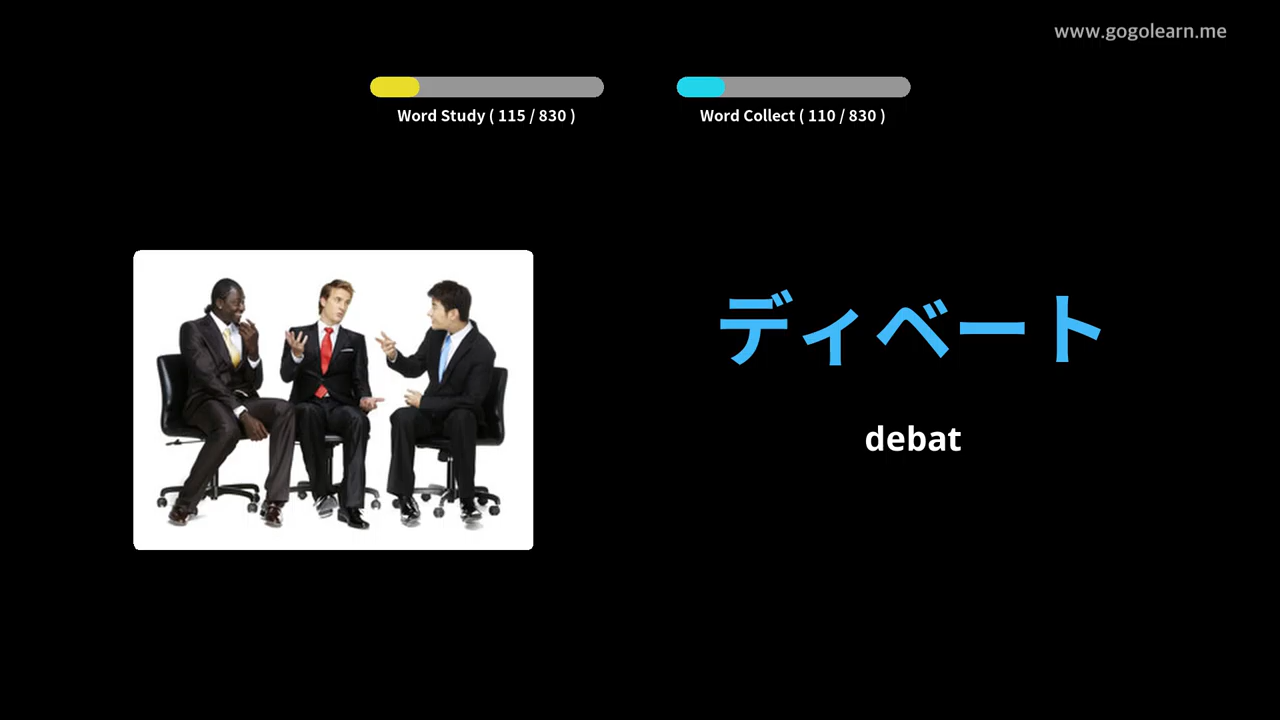 www.gogolearn.me
Word Study ( 115 / 830 )
Word Collect ( 110 / 830 )
ディベート
debat